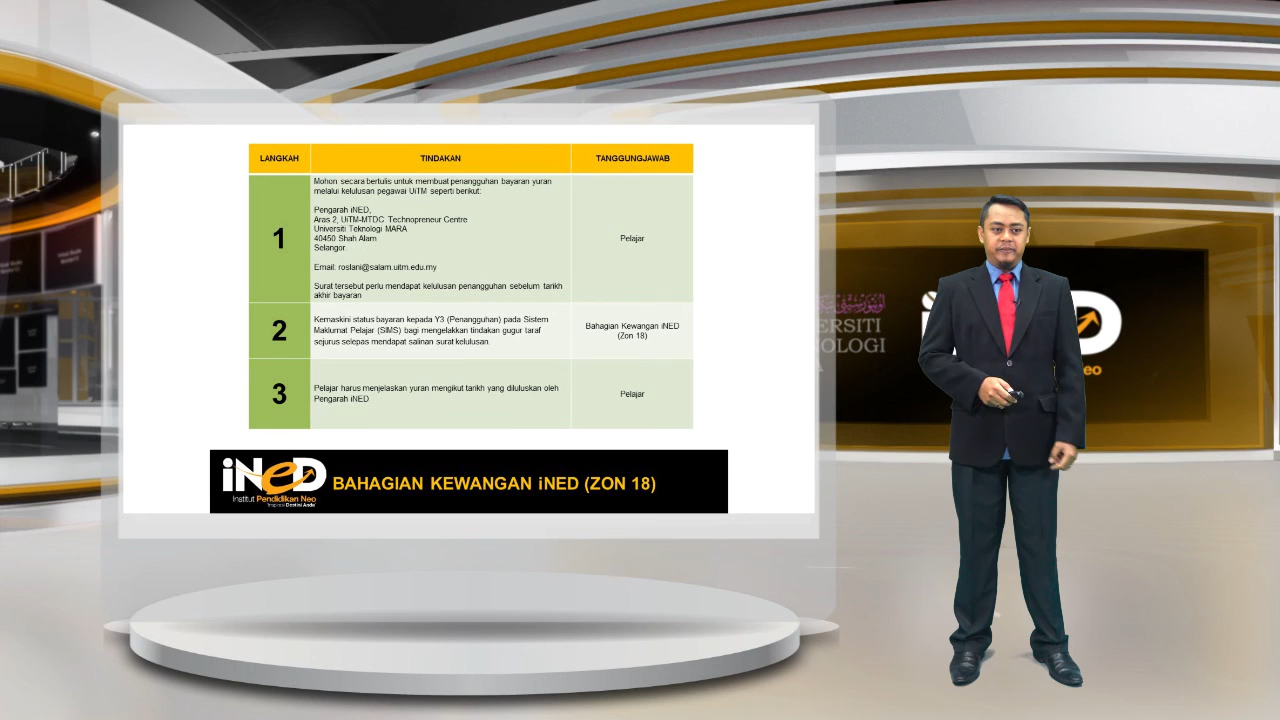 LANGKAH
TINDAKAN
TANGGUNGJAWAB
1
Mohon secara bertulis untuk membuat penangguhan bayaran yuran
melalui kelulusan pegawai UiTM seperti berikut:
Pengarah iNED,
Aras 2, UiTM-MTDC Technopreneur Centre
Universiti Teknologi MARA
40450 Shah Alam
Selangor.
Email: roslani@salam.uitm.edu.my
Surat tersebut perlu mendapat kelulusan penangguhan sebelum tarikh
akhir bayaran
Pelajar
2
Kemaskini status bayaran kepada Y3 (Penangguhan) pada Sistem
Maklumat Pelajar (SIMS) bagi mengelakkan tindakan gugur taraf
sejurus selepas mendapat salinan surat kelulusan.
Bahagian Kewangan iNED
(Zon 18)
3
Pelajar harus menjelaskan yuran mengikut tarikh yang diluluskan oleh
Pengarah iNED
Pelajar
iNeD
Institut Pendidikan Neo
'Inspirasi Destini Anda'
BAHAGIAN KEWANGAN iNED (ZON 18)